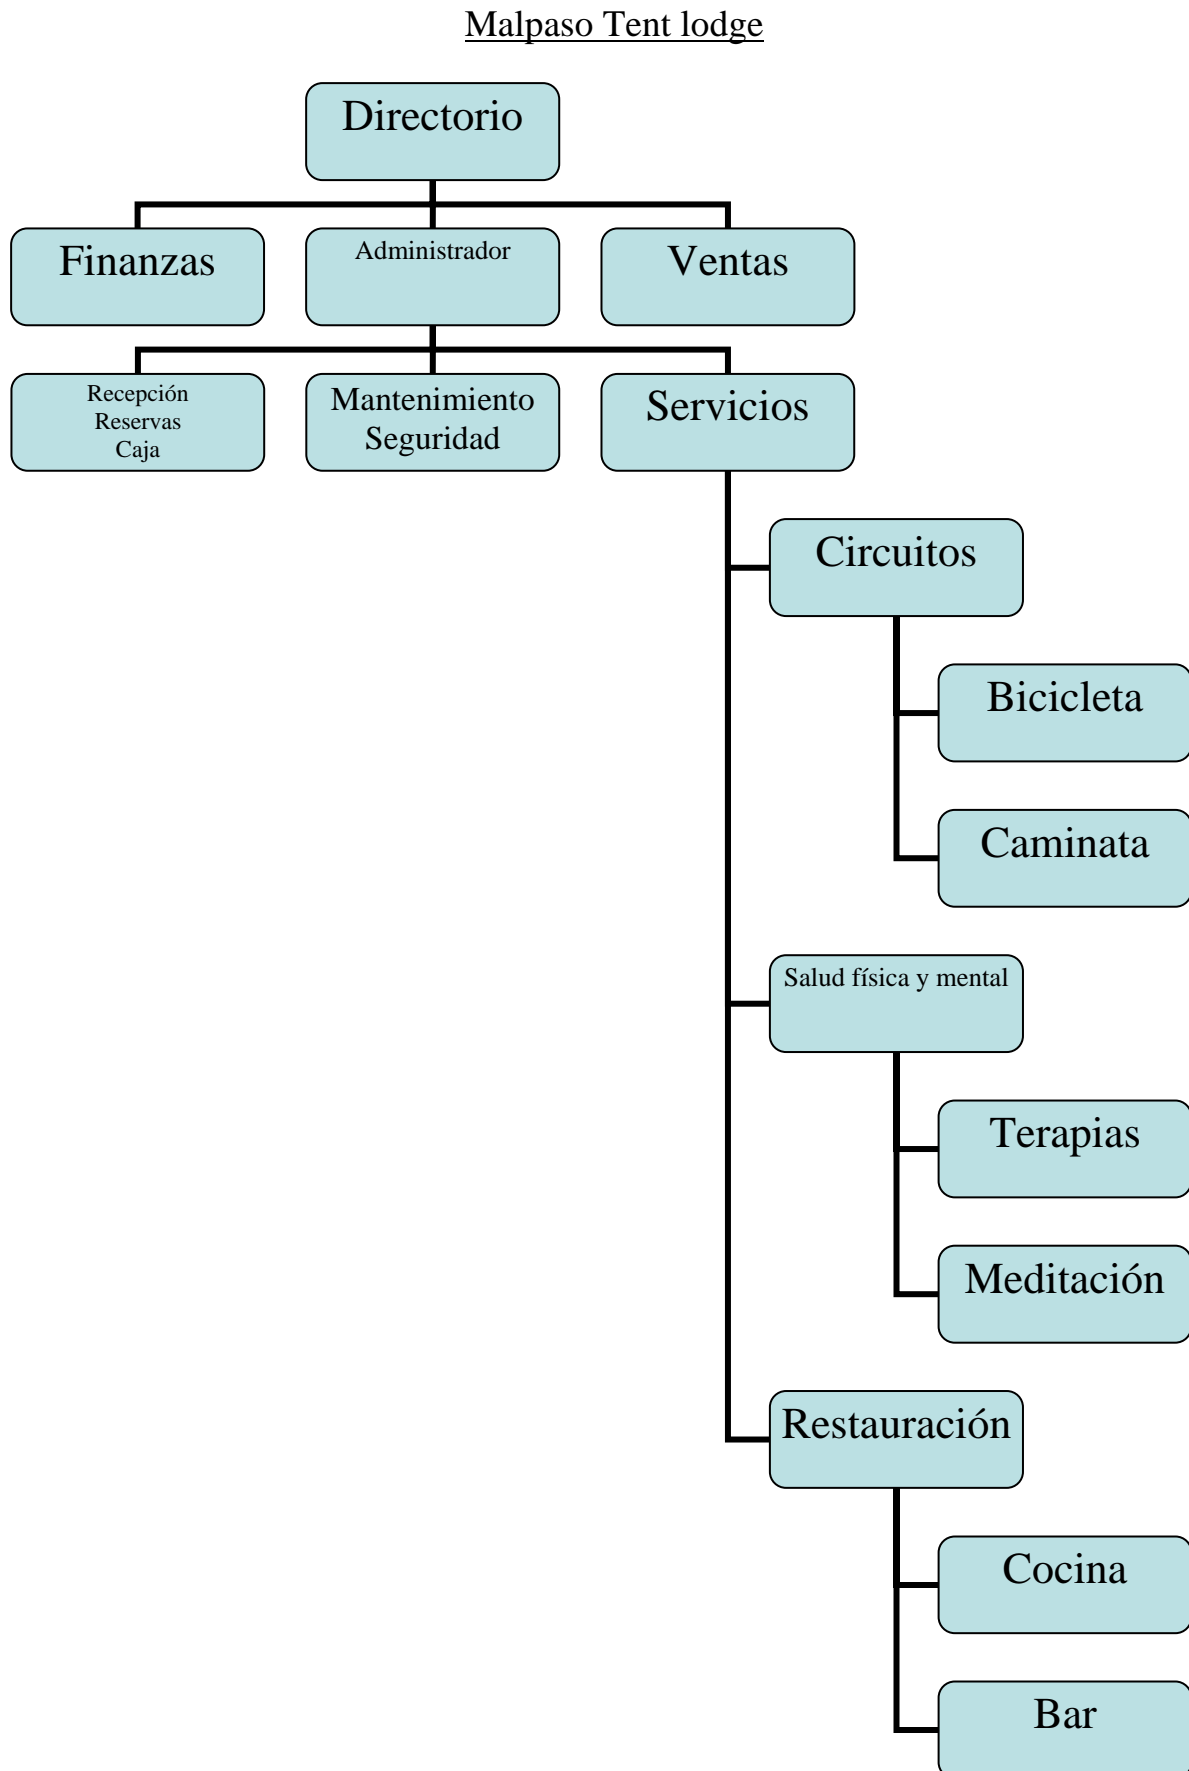 Malpaso Tent lodge
Directorio
Finanzas
Administrador
Ventas
Recepción
Reservas
Caja
Mantenimiento
Seguridad
Servicios
Circuitos
Bicicleta
Caminata
Salud física y mental
Terapias
Meditación
Restauración
Cocina
Bar